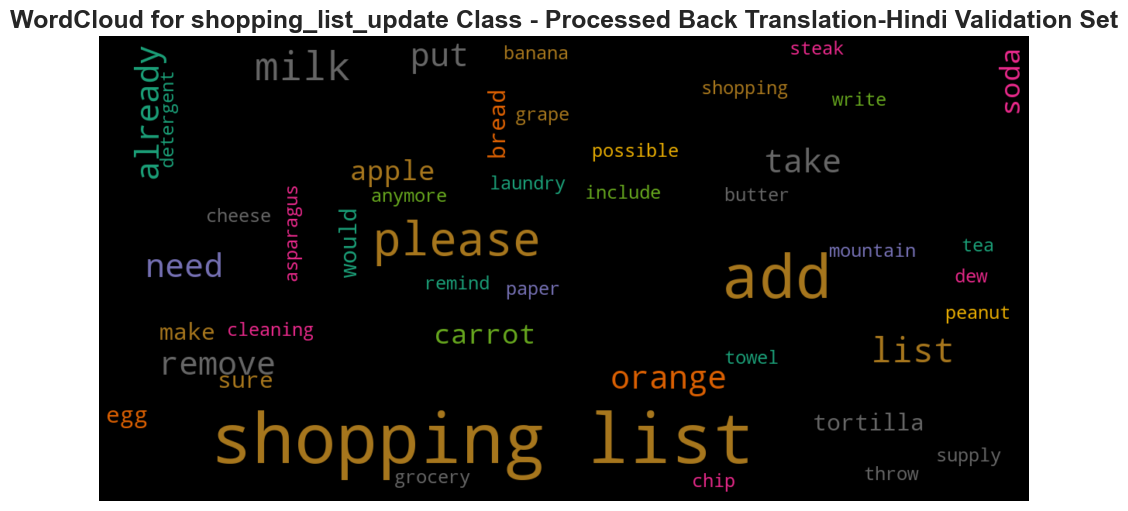 WordCloud for shopping_list_update Class - Processed Back Translation-Hindi Validation Set
already
detergent
milk
put
banana
steak
soda
shopping
write
bread
grape
possible
take
apple
laundry
include
anymore
butter
cheese
asparagus
would
please
need
add
mountain
tea
remind
paper
dew
peanut
make
cleaning
carrot
list
remove
towel
sure
orange
egg
shopping list
tortilla
grocery
chip
throw
supply